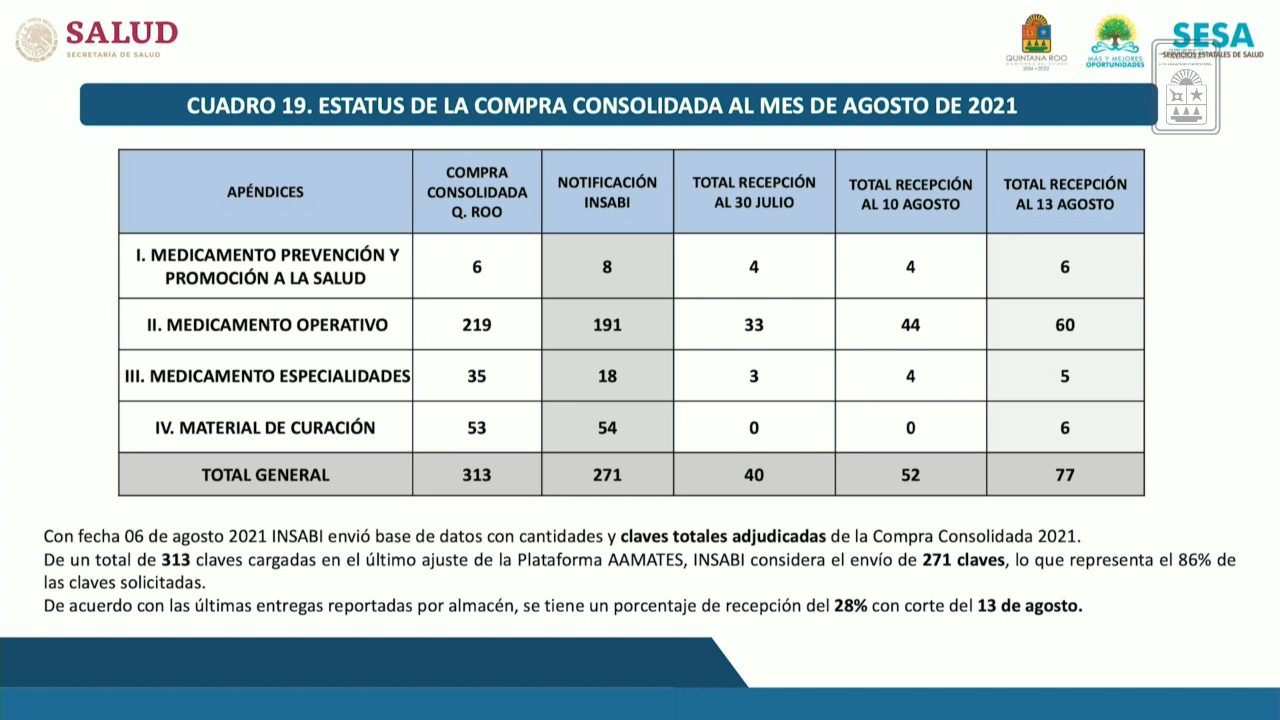 SALUD
SECRETARÍA DE SALUD
QUINTANA ROO
2016 - 2022
MÁS Y MEJORES
OPORTUNIDADES
SESA
SERVICIOS ESTATALES DE SALUD
CUADRO 19. ESTATUS DE LA COMPRA CONSOLIDADA AL MES DE AGOSTO DE 2021
APÉNDICES
COMPRA
CONSOLIDADA
Q. ROO
NOTIFICACIÓN
INSABI
TOTAL RECEPCIÓN
AL 30 JULIO
TOTAL RECEPCIÓN
AL 10 AGOSTO
TOTAL RECEPCIÓN
AL 13 AGOSTO
I. MEDICAMENTO PREVENCIÓN Y
PROMOCIÓN A LA SALUD
6 8 4 4 6
II. MEDICAMENTO OPERATIVO 219 191 33 44 60
III. MEDICAMENTO ESPECIALIDADES 35 18 3 4 5
IV. MATERIAL DE CURACIÓN 53 54 0 0 6
TOTAL GENERAL 313 271 40 52 77
Con fecha 06 de agosto 2021 INSABI envió base de datos con cantidades y claves totales adjudicadas de la Compra Consolidada 2021.
De un total de 313 claves cargadas en el último ajuste de la Plataforma AAMATES, INSABI considera el envío de 271 claves, lo que representa el 86% de
las claves solicitadas.
De acuerdo con las últimas entregas reportadas por almacén, se tiene un porcentaje de recepción del 28% con corte del 13 de agosto.